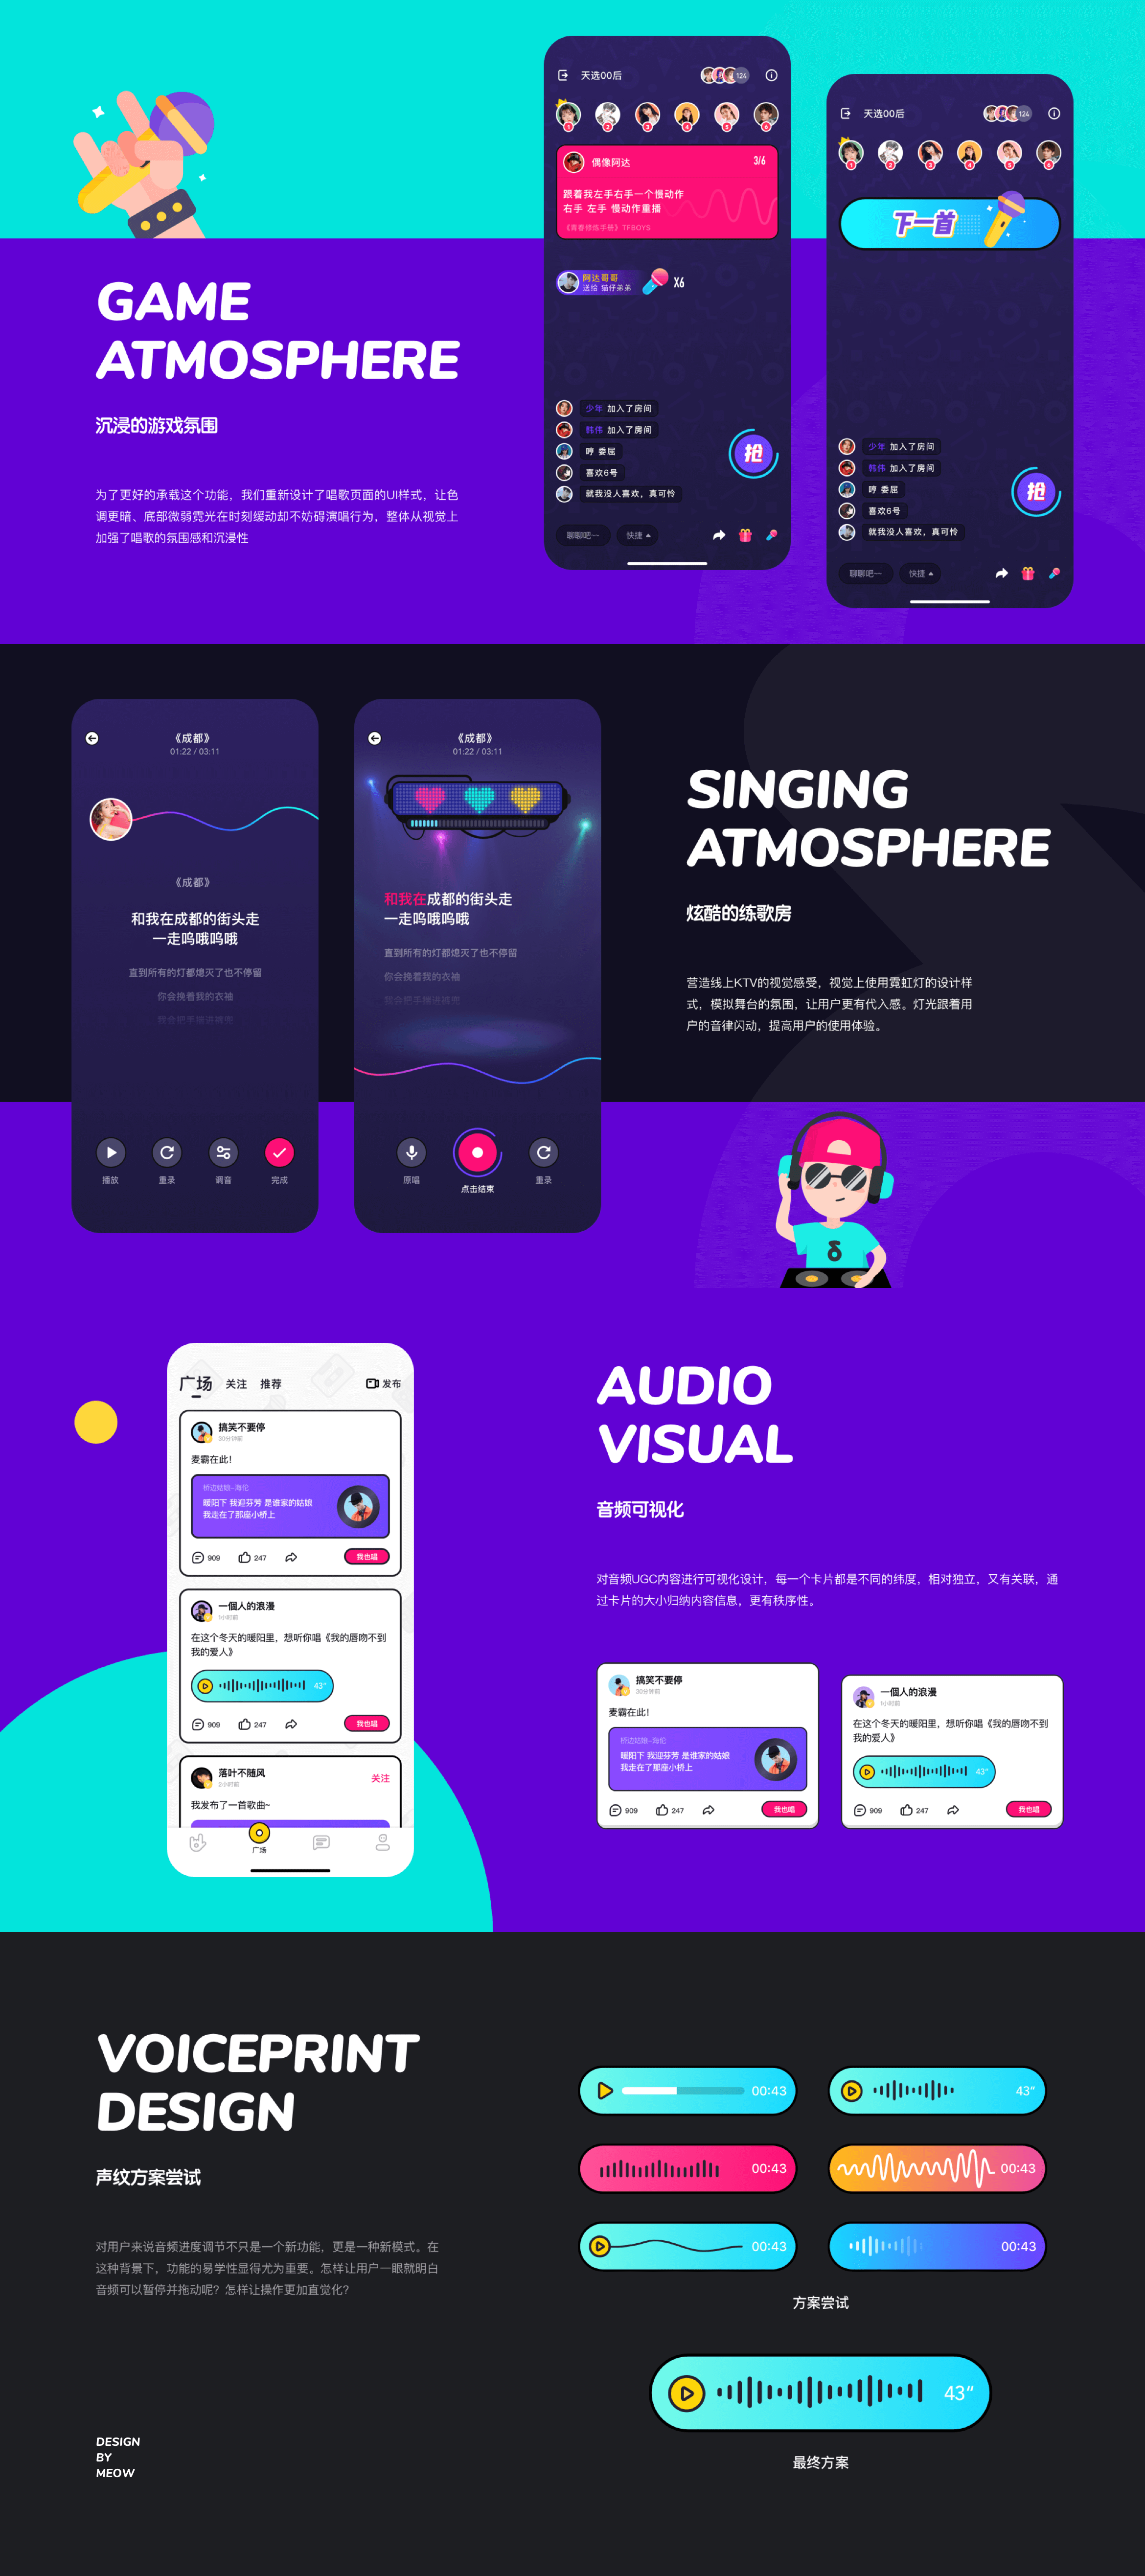 GAME
ATMOSPHERE
沉浸的游戏氛围
为了更好的承载这个功能，我们重新设计了唱歌页面的UI样式，让色
调更暗、底部微弱霓光在时刻缓动却不妨碍演唱行为，整体从视觉上
加强了唱歌的氛围感和沉浸性
天选00后
124
1
2
3
4
5
6
偶像阿达
3/6
跟着我左手右手一个慢动作
右手 左手 慢动作重播
《青春修炼手册》TFBOYS
阿达哥哥
送给 猫仔弟弟
X6
少年 加入了房间
韩伟 加入了房间
哼 委屈
喜欢6号
就我没人喜欢，真可怜
抢
聊聊吧~~
快捷
天选00后
124
1
2
3
4
5
6
下一首
少年 加入了房间
韩伟 加入了房间
哼 委屈
喜欢6号
就我没人喜欢，真可怜
抢
聊聊吧~~
快捷
《成都》
01:22 / 03:11
《成都》
和我在成都的街头走
一走呜哦呜哦
直到所有的灯都熄灭了也不停留
你会挽着我的衣袖
我会把手揣进裤兜
播放
重录
调音
完成
《成都》
01:22 / 03:11
和我在成都的街头走
一走呜哦呜哦
直到所有的灯都熄灭了也不停留
你会挽着我的衣袖
我会把手揣进裤兜
原唱
点击结束
重录
SINGING
ATMOSPHERE
炫酷的练歌房
营造线上KTV的视觉感受，视觉上使用霓虹灯的设计样
式，模拟舞台的氛围，让用户更有代入感。灯光跟着用
户的音律闪动，提高用户的使用体验。
广场 关注 推荐
发布
搞笑不要停
30分钟前
麦霸在此！
桥边姑娘-海伦
暖阳下 我迎芬芳 是谁家的姑娘
我走在了那座小桥上
909
247
我也唱
一個人的浪漫
1小时前
在这个冬天的暖阳里，想听你唱《我的唇吻不到
我的爱人》
43″
909
247
我也唱
落叶不随风
2小时前
关注
我发布了一首歌曲~
广场
AUDIO
VISUAL
音频可视化
对音频UGC内容进行可视化设计，每一个卡片都是不同的纬度，相对独立，又有关联，通
过卡片的大小归纳内容信息，更有秩序性。
搞笑不要停
30分钟前
麦霸在此！
桥边姑娘-海伦
暖阳下 我迎芬芳 是谁家的姑娘
我走在了那座小桥上
909
247
我也唱
一個人的浪漫
1小时前
在这个冬天的暖阳里，想听你唱《我的唇吻不到
我的爱人》
43″
909
247
我也唱
VOICEPRINT
DESIGN
声纹方案尝试
对用户来说音频进度调节不只是一个新功能，更是一种新模式。在
这种背景下，功能的易学性显得尤为重要。怎样让用户一眼就明白
音频可以暂停并拖动呢？怎样让操作更加直觉化？
00:43
43″
00:43
00:43
00:43
00:43
方案尝试
43″
最终方案
DESIGN
BY
MEOW